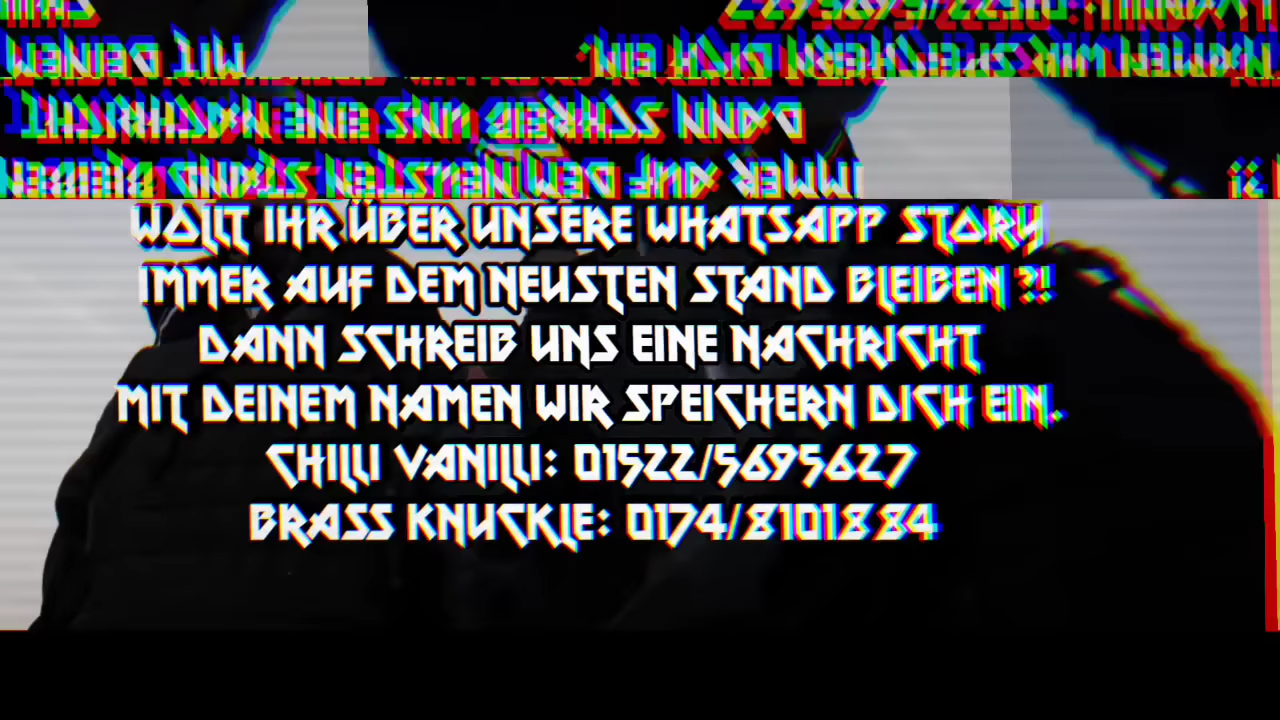 WOLLT IHR ÜBER UNSERE WHATSAPP STORY
IMMER AUF DEM NEUSTEN STAND BLEIBEN ?!
DANN SCHREIB UNS EINE NACHRICHT
MIT DEINEM NAMEN WIR SPEICHERN DICH EIN.
CHILLI VANILLI: 01522/5695627
BRASS KNUCKLE: 0174/8101884